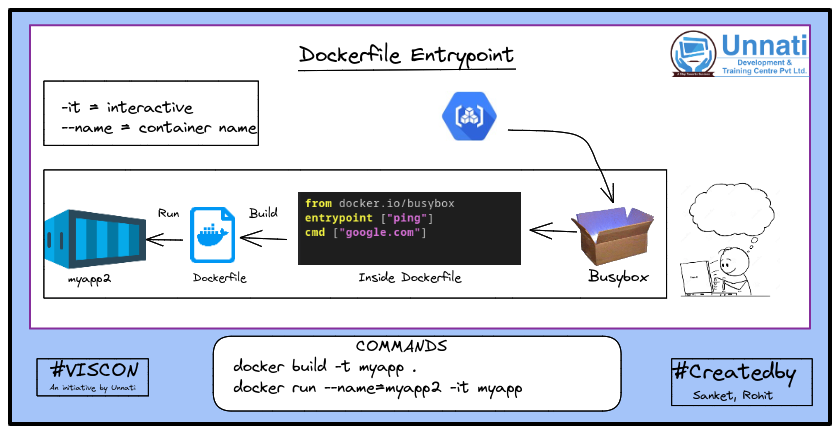 Dockerfile Entrypoint
Unnati
Development &
Training Centre Pvt Ltd.
-it = interactive
--name = container name
Run
Build
from docker.io/busybox
entrypoint ["ping"]
cmd ["google.com"]
myapp2
Dockerfile
Inside Dockerfile
Busybox
COMMANDS
docker build -t myapp .
docker run --name=myapp2 -it myapp
#VISCON
An initiative by Unnati
#Createdby
Sanket, Rohit